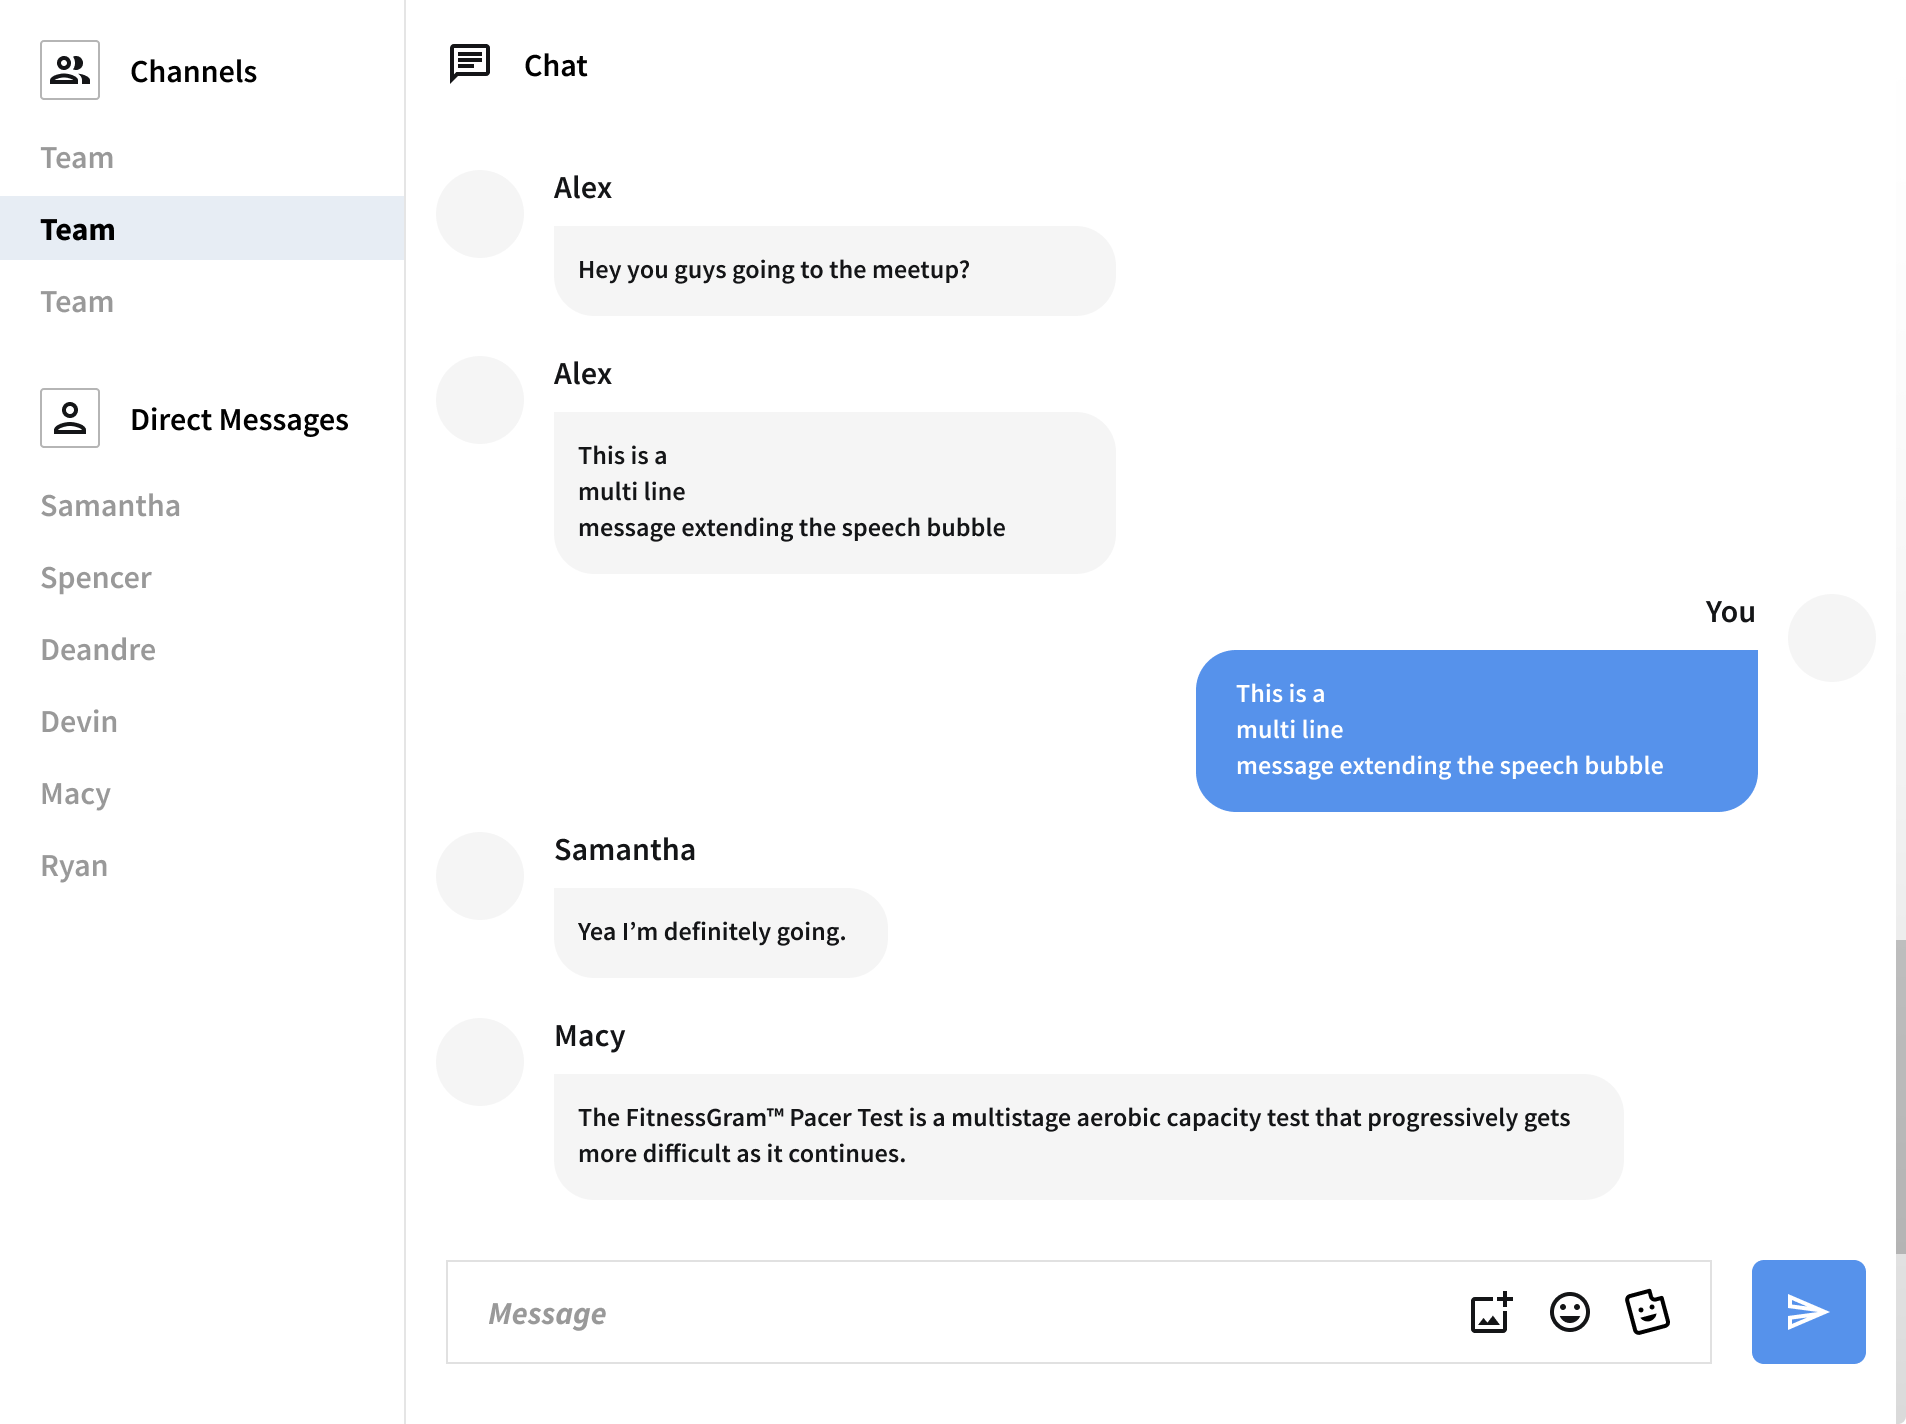 Channels
Team
Team
Team
Direct Messages
Samantha
Spencer
Deandre
Devin
Macy
Ryan
Chat
Alex
Hey you guys going to the meetup?
Alex
This is a
multi line
message extending the speech bubble
You
This is a
multi line
message extending the speech bubble
Samantha
Yea I’m definitely going.
Macy
The FitnessGram™ Pacer Test is a multistage aerobic capacity test that progressively gets
more difficult as it continues.
Message